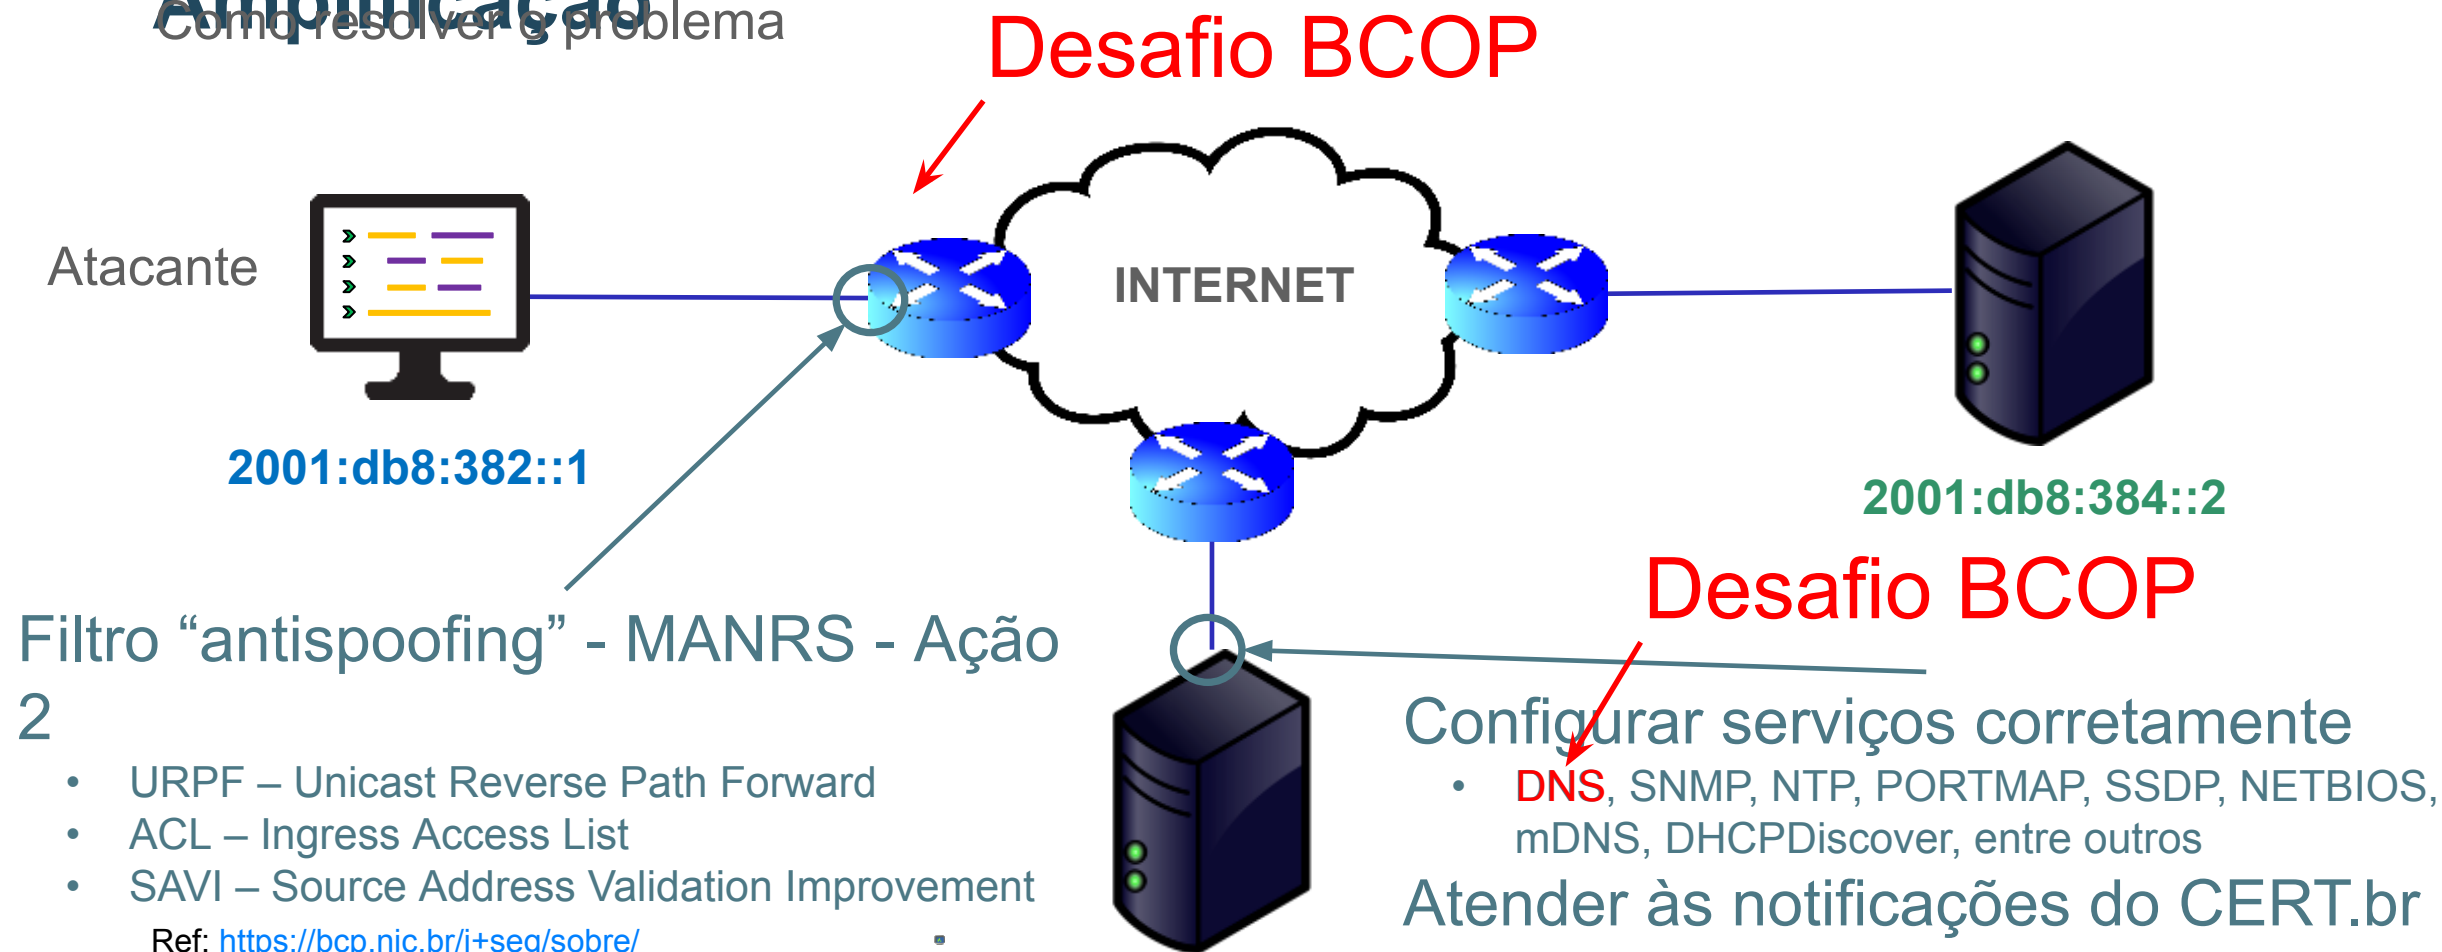 Amplificação
Como resolver o problema
Desafio BCOP
Atacante
INTERNET
2001:db8:382::1
2001:db8:384::2
Desafio BCOP
Filtro “antispoofing” - MANRS - Ação
2
• URPF – Unicast Reverse Path Forward
• ACL – Ingress Access List
• SAVI – Source Address Validation Improvement
Ref: https://bcp.nic.br/i+seg/sobre/
Configurar serviços corretamente
• DNS, SNMP, NTP, PORTMAP, SSDP, NETBIOS,
mDNS, DHCPDiscover, entre outros
Atender às notificações do CERT.br